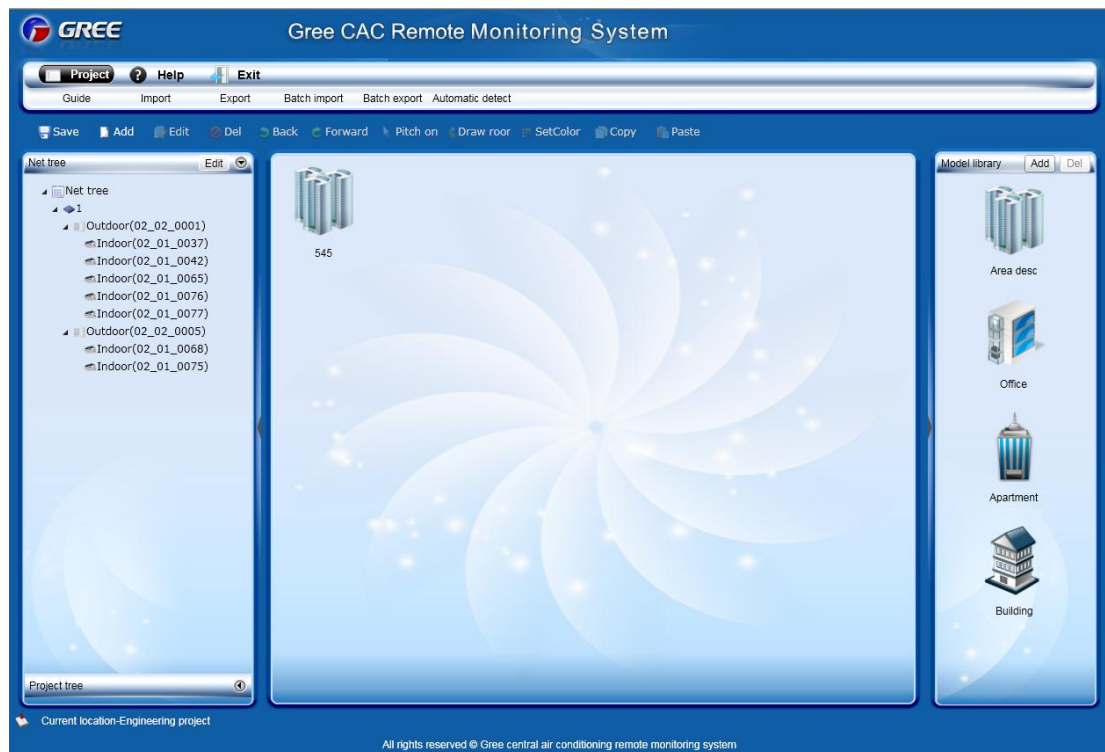 GREE
Gree CAC Remote Monitoring System
Project Help Exit
Guide Import Export Batch import Batch export Automatic detect
Save Add Edit Del Back Forward Pitch on Draw roor SetColor Copy Paste
Net tree Edit
Net tree
1
Outdoor(02_02_0001)
Indoor(02_01_0037)
Indoor(02_01_0042)
Indoor(02_01_0065)
Indoor(02_01_0076)
Indoor(02_01_0077)
Outdoor(02_02_0005)
Indoor(02_01_0068)
Indoor(02_01_0075)
Project tree
545
Model library Add Del
Area desc
Office
Apartment
Building
Current location-Engineering project
All rights reserved © Gree central air conditioning remote monitoring system